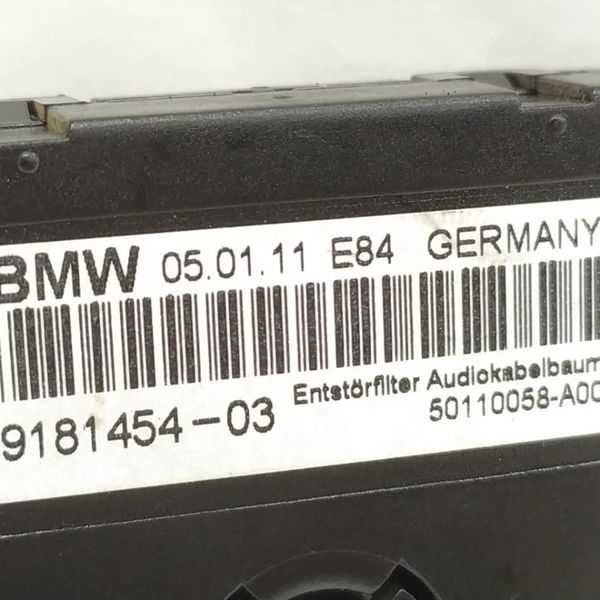 BMW 05.01.11 E84 GERMANY
9181454-03 Entstörfilter Audiokabelbaum
50110058-A00